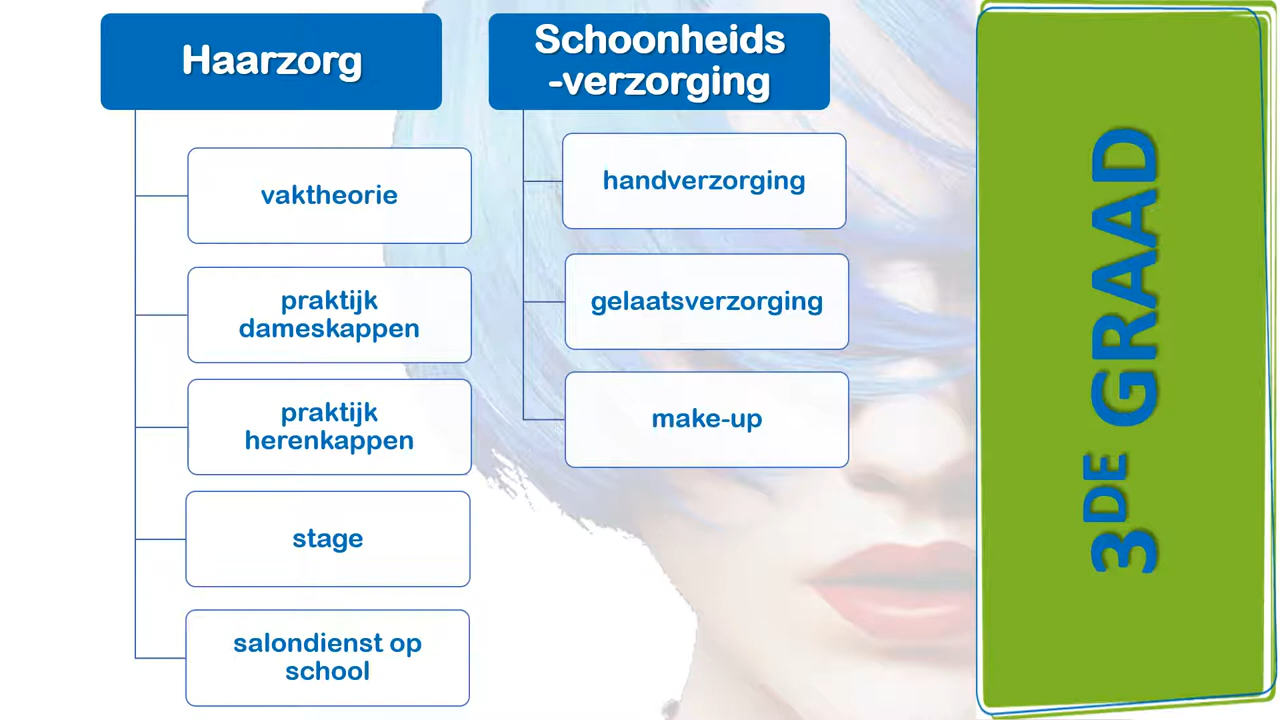 Haarzorg
vaktheorie
praktijk
dameskappen
praktijk
herenkappen
stage
salondienst op
school
Schoonheids
-verzorging
handverzorging
gelaatsverzorging
make-up
3DE GRAAD